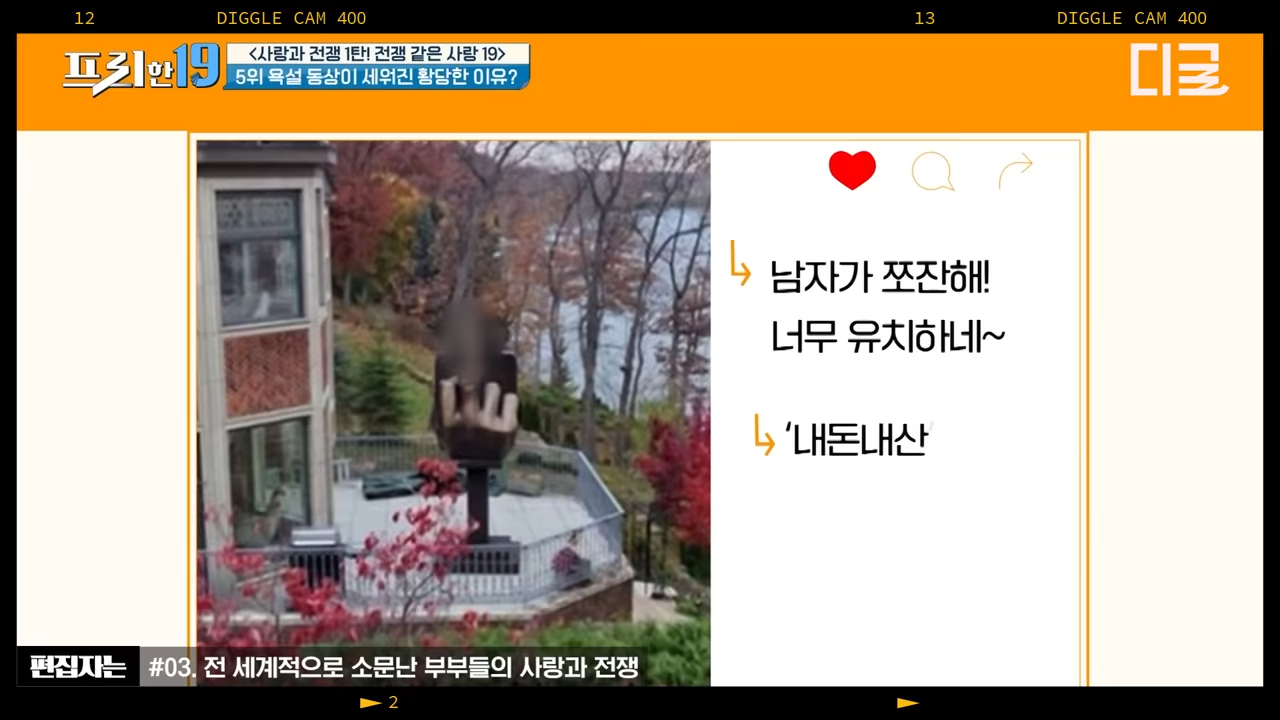 12 DIGGLE CAM 400 13 DIGGLE CAM 400
프리한19
<사랑과 전쟁 1탄! 전쟁 같은 사랑 19>
5위 욕설 동상이 세워진 황당한 이유?
디글
남자가 쪼잔해!
너무 유치하네~
'내돈내산'
편집자는 #03. 전 세계적으로 소문난 부부들의 사랑과 전쟁
2